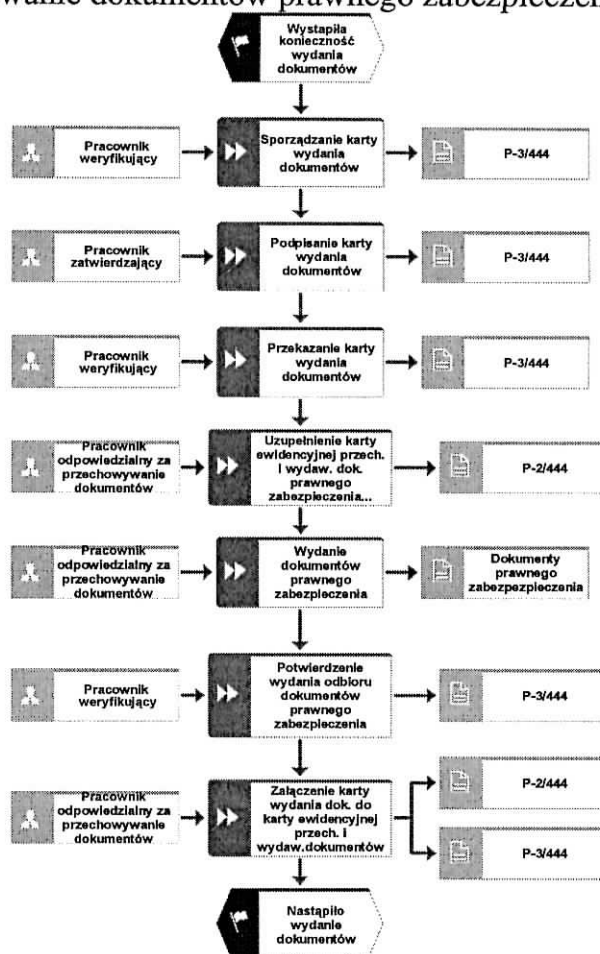 wanie dokumentów prawnego zabezpieczen
Wystąpiła
konieczność
wydania
dokumentów
Pracownik
weryfikujący
Sporządzanie karty
wydania
dokumentów
P-3/444
Pracownik
zatwierdzający
Podpisanie karty
wydania
dokumentów
P-3/444
Pracownik
weryfikujący
Przekazanie karty
wydania
dokumentów
P-3/444
Pracownik
odpowiedzialny za
przechowywanie
dokumentów
Uzupełnienie karty
ewidencyjnej przech.
i wydaw. dok.
prawnego
zabezpieczenia...
P-2/444
Pracownik
odpowiedzialny za
przechowywanie
dokumentów
Wydanie
dokumentów
prawnego
zabezpieczenia
Dokumenty
prawnego
zabezpezpieczenia
Pracownik
weryfikujący
Potwierdzenie
wydania odbioru
dokumentów
prawnego
zabezpieczenia
P-3/444
Pracownik
odpowiedzialny za
przechowywanie
dokumentów
Załączenie karty
wydania dok. do
karty ewidencyjnej
przech. i
wydaw.dokumentów
P-2/444
P-3/444
Nastąpiło
wydanie
dokumentów